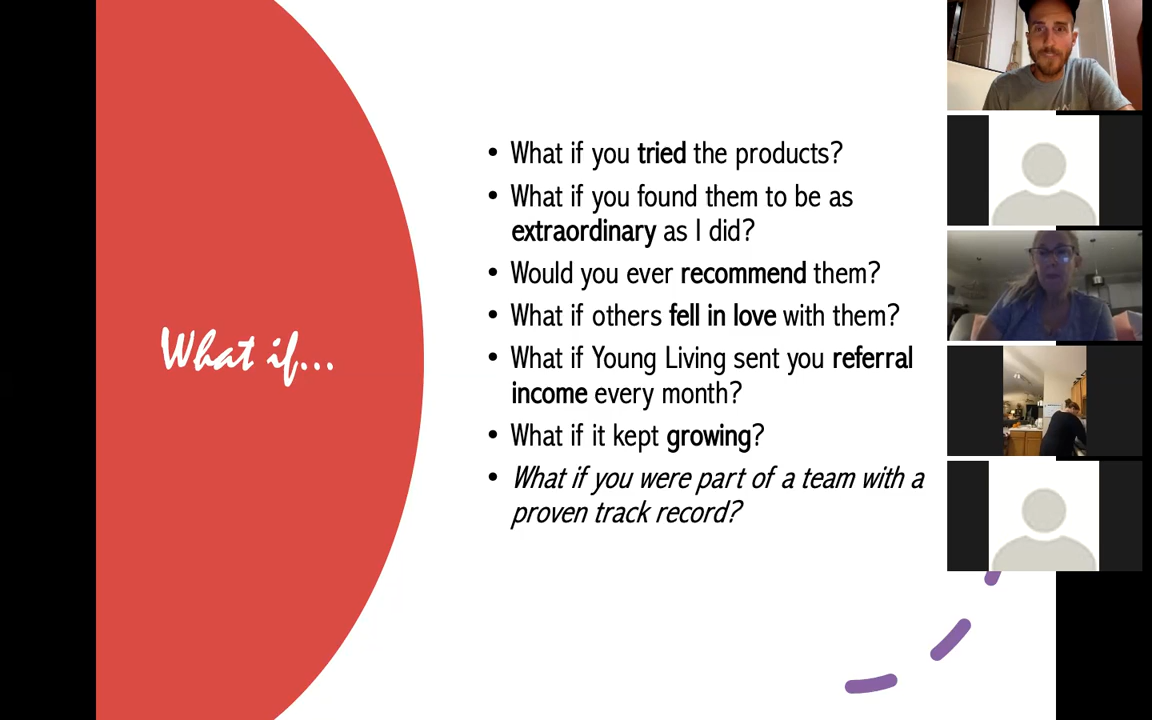 What if...
• What if you tried the products?
• What if you found them to be as
extraordinary as I did?
• Would you ever recommend them?
• What if others fell in love with them?
• What if Young Living sent you referral
income every month?
• What if it kept growing?
• What if you were part of a team with a
proven track record?